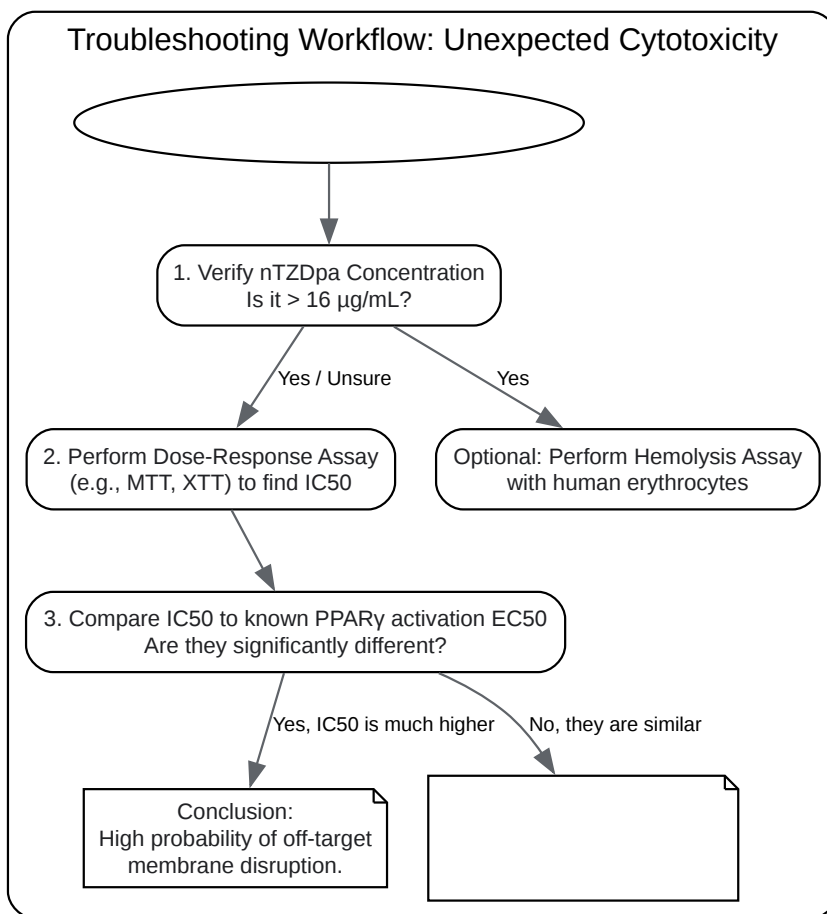 Troubleshooting Workflow: Unexpected Cytotoxicity
1. Verify nTZDpa Concentration
Is it > 16 µg/mL?
Yes / Unsure
Yes
2. Perform Dose-Response Assay
(e.g., MTT, XTT) to find IC50
Optional: Perform Hemolysis Assay
with human erythrocytes
3. Compare IC50 to known PPARγ activation EC50
Are they significantly different?
Yes, IC50 is much higher
No, they are similar
Conclusion:
High probability of off-target
membrane disruption.